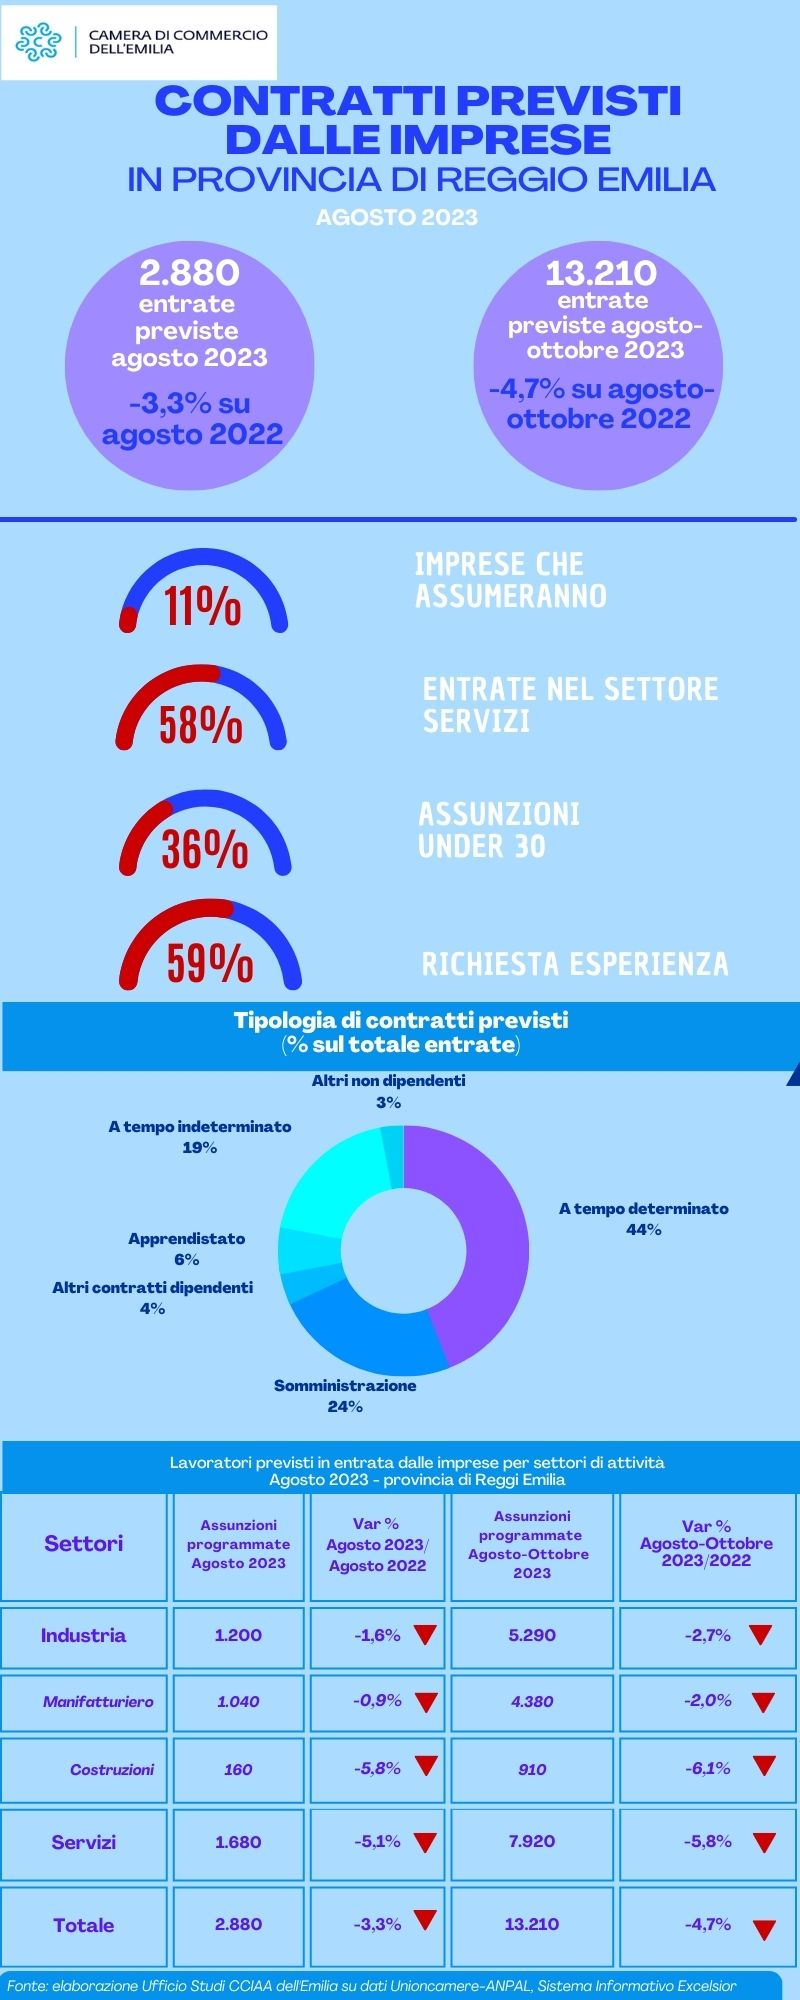 CAMERA DI COMMERCIO
DELL'EMILIA
CONTRATTI PREVISTI
DALLE IMPRESE
IN PROVINCIA DI REGGIO EMILIA
AGOSTO 2023
2.880
entrate
previste
agosto 2023
-3,3% su
agosto 2022
13.210
entrate
previste agosto-
ottobre 2023
-4,7% su agosto-
ottobre 2022
11%
IMPRESE CHE
ASSUMERANNO
58%
ENTRATE NEL SETTORE
SERVIZI
36%
ASSUNZIONI
UNDER 30
59%
RICHIESTA ESPERIENZA
Tipologia di contratti previsti
(% sul totale entrate)
Altri non dipendenti
3%
A tempo indeterminato
19%
A tempo determinato
44%
Apprendistato
6%
Altri contratti dipendenti
4%
Somministrazione
24%
Lavoratori previsti in entrata dalle imprese per settori di attività
Agosto 2023 - provincia di Reggi Emilia
Settori
Assunzioni
programmate
Agosto 2023
Var %
Agosto 2023/
Agosto 2022
Assunzioni
programmate
Agosto-Ottobre
2023
Var %
Agosto-Ottobre
2023/2022
Industria 1.200 -1,6% 5.290 -2,7%
Manifatturiero 1.040 -0,9% 4.380 -2,0%
Costruzioni 160 -5,8% 910 -6,1%
Servizi 1.680 -5,1% 7.920 -5,8%
Totale 2.880 -3,3% 13.210 -4,7%
Fonte: elaborazione Ufficio Studi CCIAA dell'Emilia su dati Unioncamere-ANPAL, Sistema Informativo Excelsior